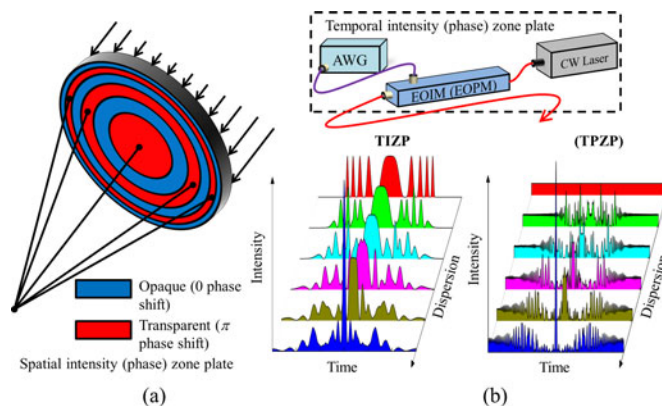 (a)
Opaque (0 phase
shift)
Transparent (π
phase shift)
Spatial intensity (phase) zone plate
Temporal intensity (phase) zone plate
AWG
CW Laser
EOIM (EOPM)
TIZP
(TPZP)
Intensity
Dispersion
Time
Intensity
Dispersion
Time
(a)
(b)